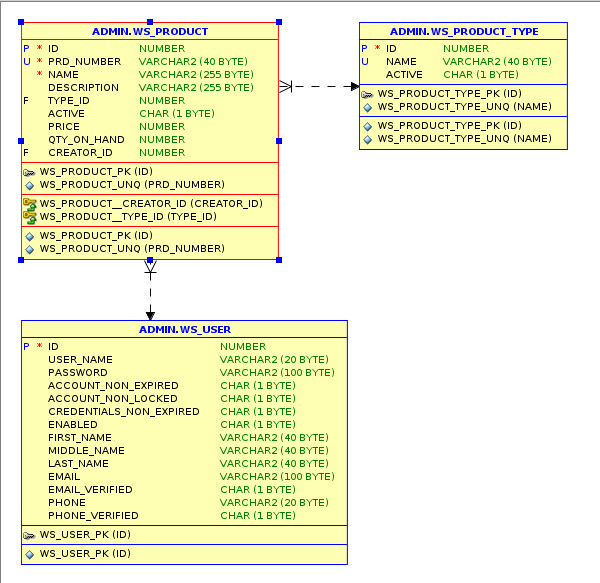 ADMIN.WS_PRODUCT
P * ID NUMBER
U * PRD_NUMBER VARCHAR2 (40 BYTE)
* NAME VARCHAR2 (255 BYTE)
DESCRIPTION VARCHAR2 (255 BYTE)
F TYPE_ID NUMBER
ACTIVE CHAR (1 BYTE)
PRICE NUMBER
QTY_ON_HAND NUMBER
F CREATOR_ID NUMBER
WS_PRODUCT_PK (ID)
WS_PRODUCT_UNQ (PRD_NUMBER)
WS_PRODUCT__CREATOR_ID (CREATOR_ID)
WS_PRODUCT__TYPE_ID (TYPE_ID)
WS_PRODUCT_PK (ID)
WS_PRODUCT_UNQ (PRD_NUMBER)
ADMIN.WS_PRODUCT_TYPE
P * ID NUMBER
U NAME VARCHAR2 (40 BYTE)
ACTIVE CHAR (1 BYTE)
WS_PRODUCT_TYPE_PK (ID)
WS_PRODUCT_TYPE_UNQ (NAME)
WS_PRODUCT_TYPE_PK (ID)
WS_PRODUCT_TYPE_UNQ (NAME)
ADMIN.WS_USER
P * ID NUMBER
USER_NAME VARCHAR2 (20 BYTE)
PASSWORD VARCHAR2 (100 BYTE)
ACCOUNT_NON_EXPIRED CHAR (1 BYTE)
ACCOUNT_NON_LOCKED CHAR (1 BYTE)
CREDENTIALS_NON_EXPIRED CHAR (1 BYTE)
ENABLED CHAR (1 BYTE)
FIRST_NAME VARCHAR2 (40 BYTE)
MIDDLE_NAME VARCHAR2 (40 BYTE)
LAST_NAME VARCHAR2 (40 BYTE)
EMAIL VARCHAR2 (100 BYTE)
EMAIL_VERIFIED CHAR (1 BYTE)
PHONE VARCHAR2 (20 BYTE)
PHONE_VERIFIED CHAR (1 BYTE)
WS_USER_PK (ID)
WS_USER_PK (ID)